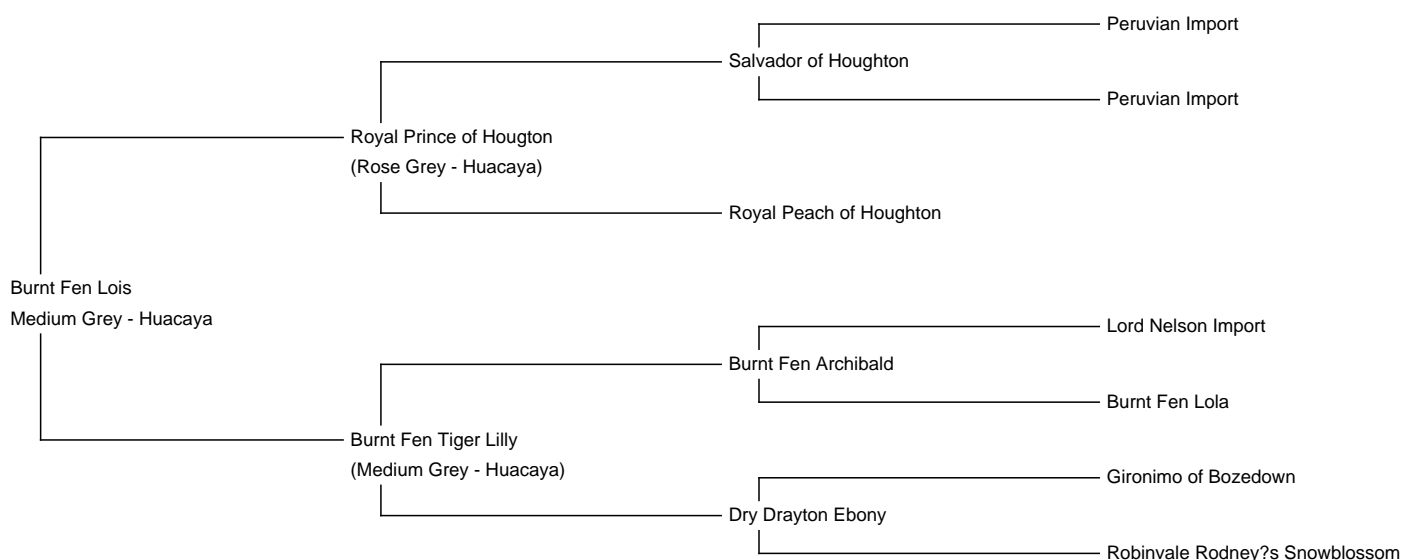 Peruvian Import
Salvador of Houghton
Peruvian Import
Royal Prince of Hougton
(Rose Grey - Huacaya)
Royal Peach of Houghton
Burnt Fen Lois
Medium Grey - Huacaya
Lord Nelson Import
Burnt Fen Archibald
Burnt Fen Lola
Burnt Fen Tiger Lilly
(Medium Grey - Huacaya)
Gironimo of Bozedown
Dry Drayton Ebony
Robinvale Rodney?s Snowblossom